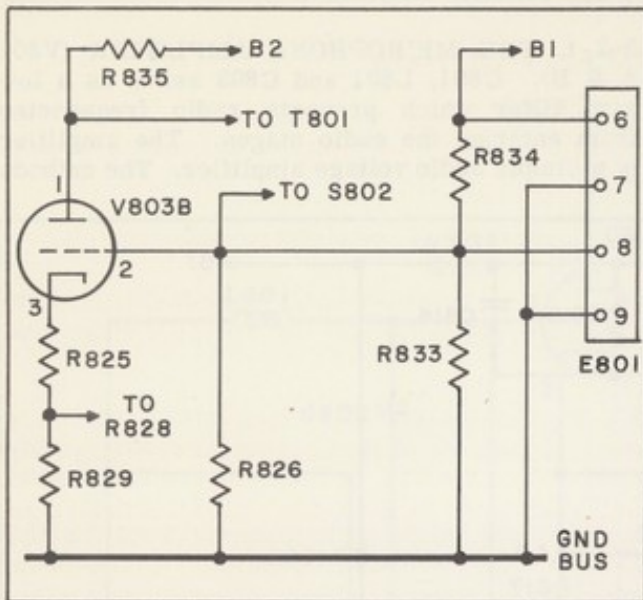 B2
B1
R835
TO T801
6
R834
7
TO S802
1
V803B
8
2
3
9
R825
R833
E801
TO
R828
R829
R826
GND
BUS